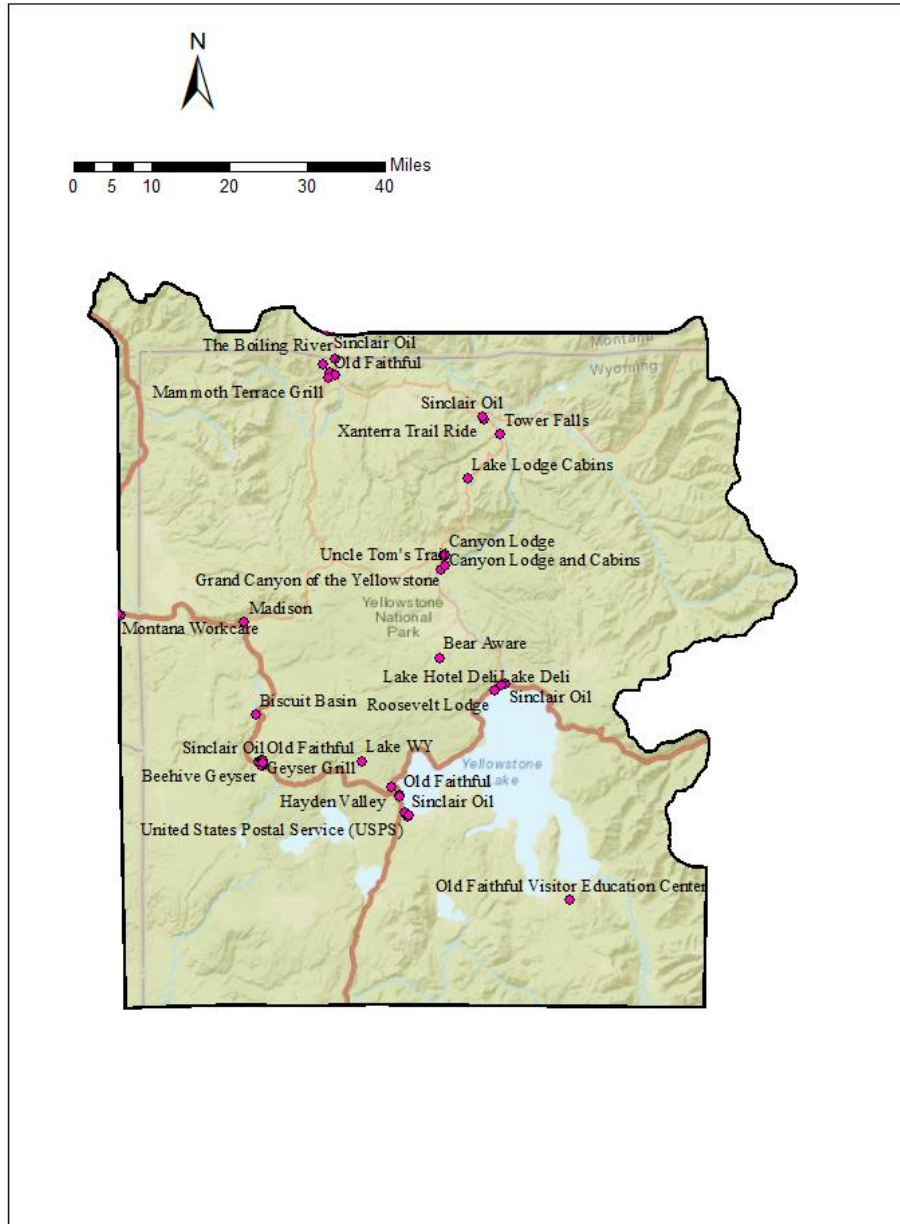 N
Miles
0 5 10 20 30 40
The Boiling River
Sinclair Oil
Montana
Old Faithful
Wyoming
Mammoth Terrace Grill
Sinclair Oil
Xanterra Trail Ride
Tower Falls
Lake Lodge Cabins
Canyon Lodge
Uncle Tom's Trail
Canyon Lodge and Cabins
Grand Canyon of the Yellowstone
Yellowstone
National
Park
Madison
Montana Workcare
Bear Aware
Lake Hotel Deli
Lake Deli
Roosevelt Lodge
Sinclair Oil
Biscuit Basin
Sinclair Oil
Old Faithful
Lake WY
Beehive Geyser
Geyser Grill
Yellowstone
Lake
Old Faithful
Hayden Valley
Sinclair Oil
United States Postal Service (USPS)
Old Faithful Visitor Education Center